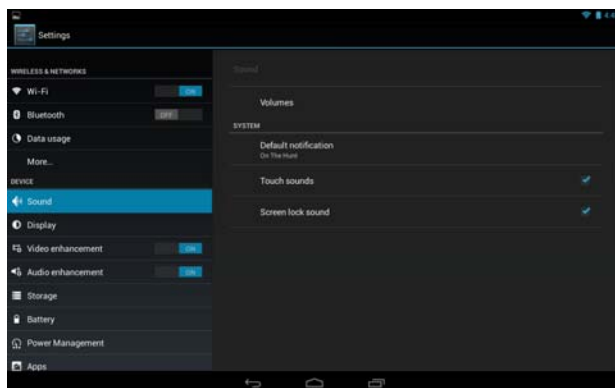 4:4
Settings
WIRELESS & NETWORKS
Wi-Fi
ON
Bluetooth
OFF
Data usage
More...
DEVICE
Sound
Display
Video enhancement
ON
Audio enhancement
ON
Storage
Battery
Power Management
Apps
Sound
Volumes
SYSTEM
Default notification
On The Hunt
Touch sounds
Screen lock sound